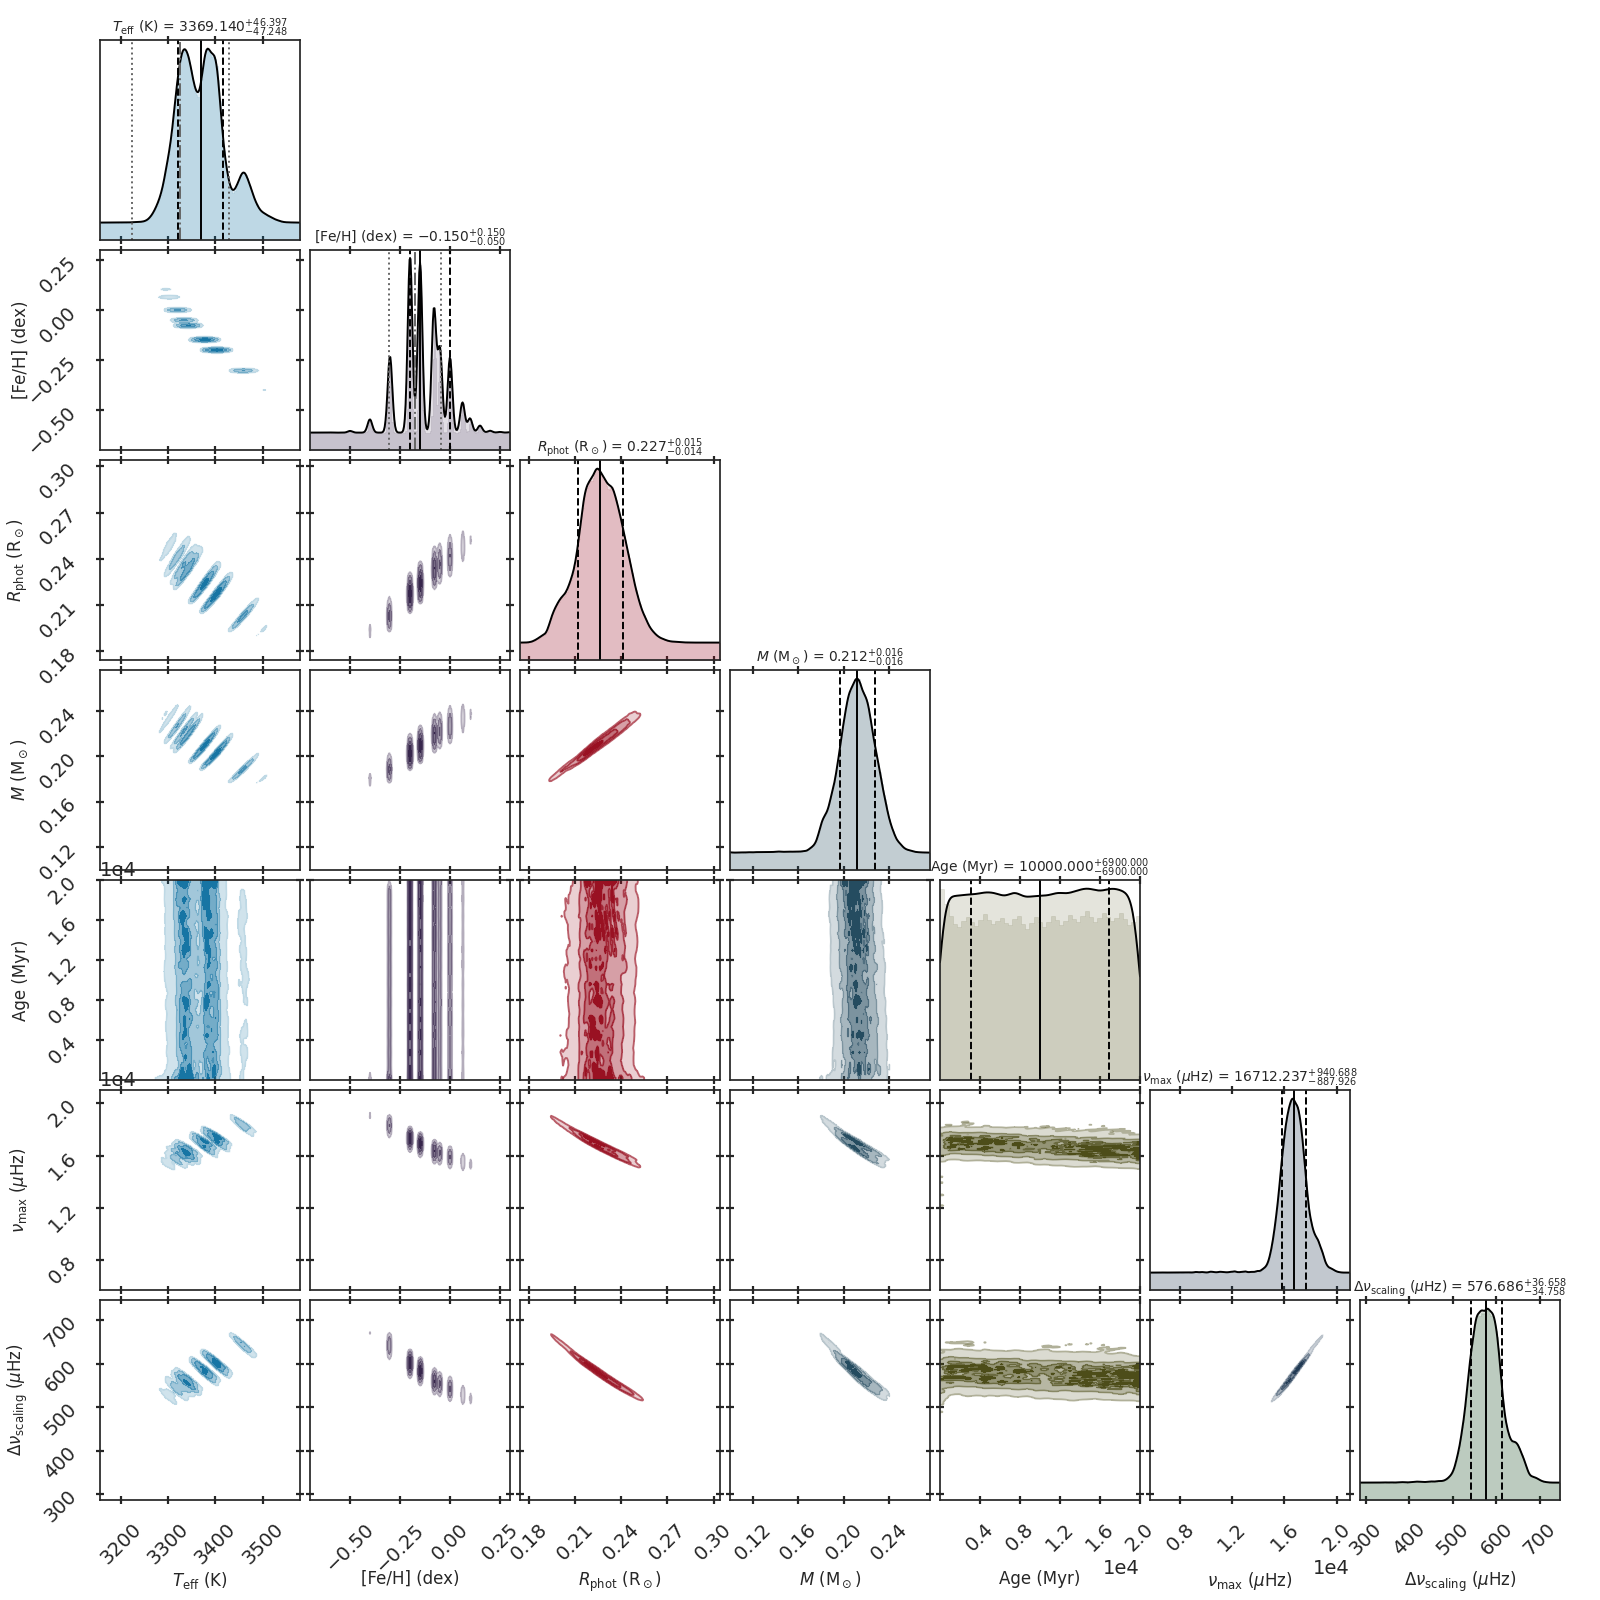 T_eff (K) = 3369.140 +46.397 −47.248
[Fe/H] (dex) = −0.150 +0.150 −0.050
0.25
0.00
−0.25
−0.50
[Fe/H] (dex)
R_phot (R_⊙) = 0.227 +0.015 −0.014
0.30
0.27
0.24
0.21
0.18
R_phot (R_⊙)
M (M_⊙) = 0.212 +0.016 −0.016
0.24
0.20
0.16
0.12
M (M_⊙)
1e4
Age (Myr) = 10000.000 +6900.000 −6900.000
2.0
1.6
1.2
0.8
0.4
Age (Myr)
1e4
ν_max (μHz) = 16712.237 +940.688 −887.926
2.0
1.6
1.2
0.8
ν_max (μHz)
Δν_scaling (μHz) = 576.686 +36.658 −34.758
700
600
500
400
300
Δν_scaling (μHz)
3200 3300 3400 3500 −0.50 −0.25 0.00 0.25 0.18 0.21 0.24 0.27 0.30 0.12 0.16 0.20 0.24 0.4 0.8 1.2 1.6 2.0 0.8 1.2 1.6 2.0 300 400 500 600 700
1e4 1e4
T_eff (K) [Fe/H] (dex) R_phot (R_⊙) M (M_⊙) Age (Myr) ν_max (μHz) Δν_scaling (μHz)